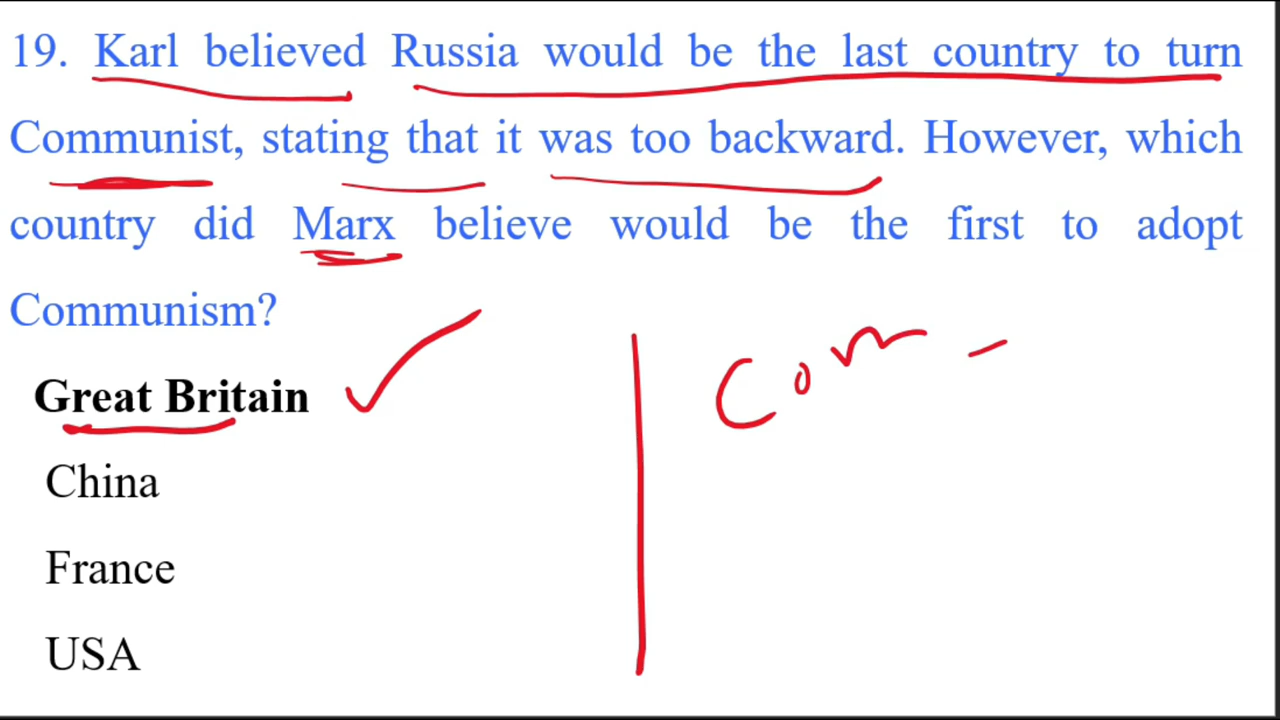 19. Karl believed Russia would be the last country to turn
Communist, stating that it was too backward. However, which
country did Marx believe would be the first to adopt
Communism?
Great Britain
Com -
China
France
USA